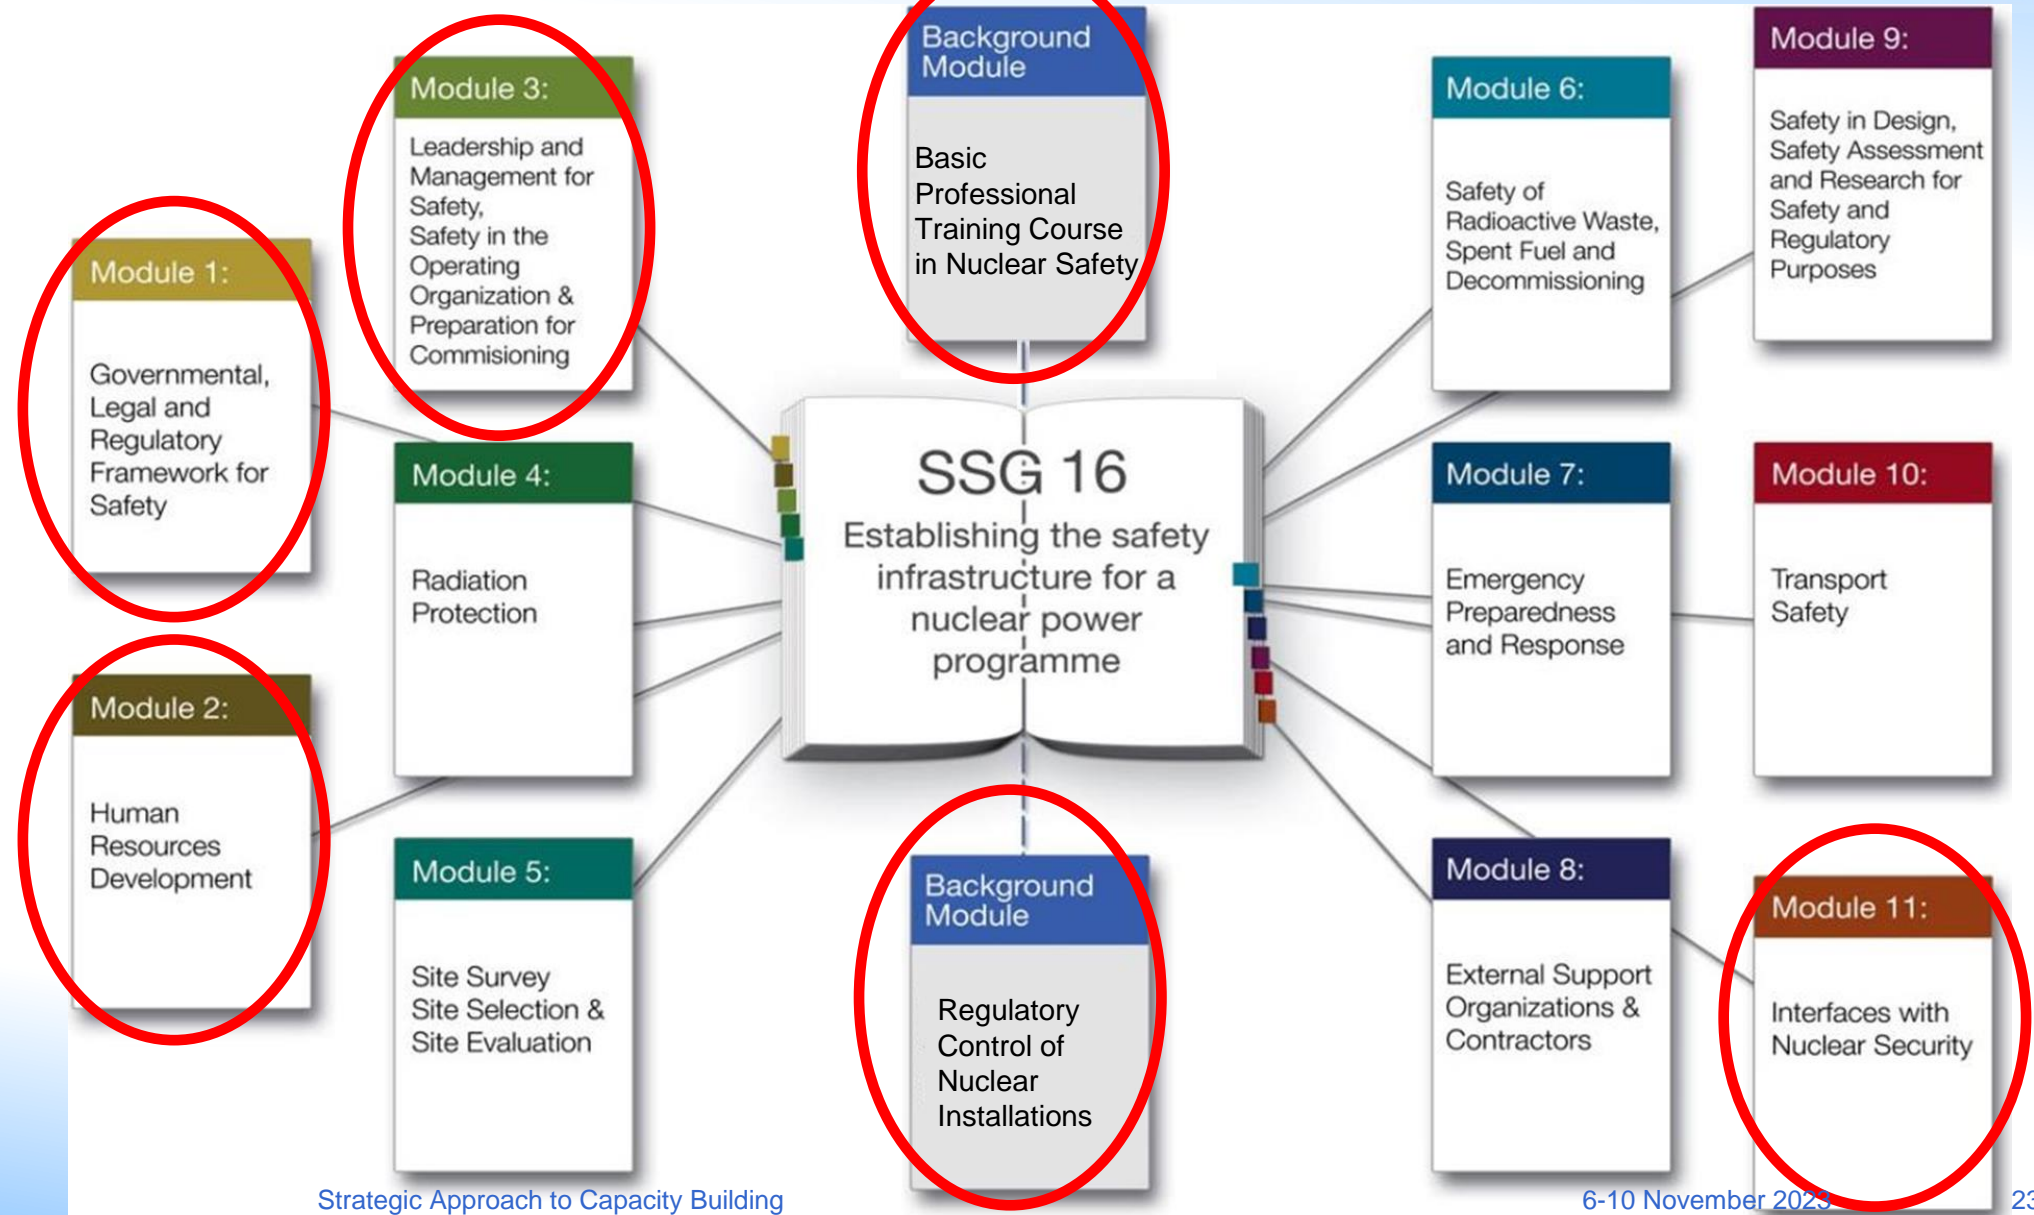 Module 1:
Governmental,
Legal and
Regulatory
Framework for
Safety
Module 2:
Human
Resources
Development
Module 3:
Leadership and
Management for
Safety,
Safety in the
Operating
Organization &
Preparation for
Commisioning
Module 4:
Radiation
Protection
Module 5:
Site Survey
Site Selection &
Site Evaluation
Background
Module
Basic
Professional
Training Course
in Nuclear Safety
SSG 16
Establishing the safety
infrastructure for a
nuclear power
programme
Background
Module
Regulatory
Control of
Nuclear
Installations
Module 6:
Safety of
Radioactive Waste,
Spent Fuel and
Decommissioning
Module 7:
Emergency
Preparedness
and Response
Module 8:
External Support
Organizations &
Contractors
Module 9:
Safety in Design,
Safety Assessment
and Research for
Safety and
Regulatory
Purposes
Module 10:
Transport
Safety
Module 11:
Interfaces with
Nuclear Security
Strategic Approach to Capacity Building
6-10 November 2023
23